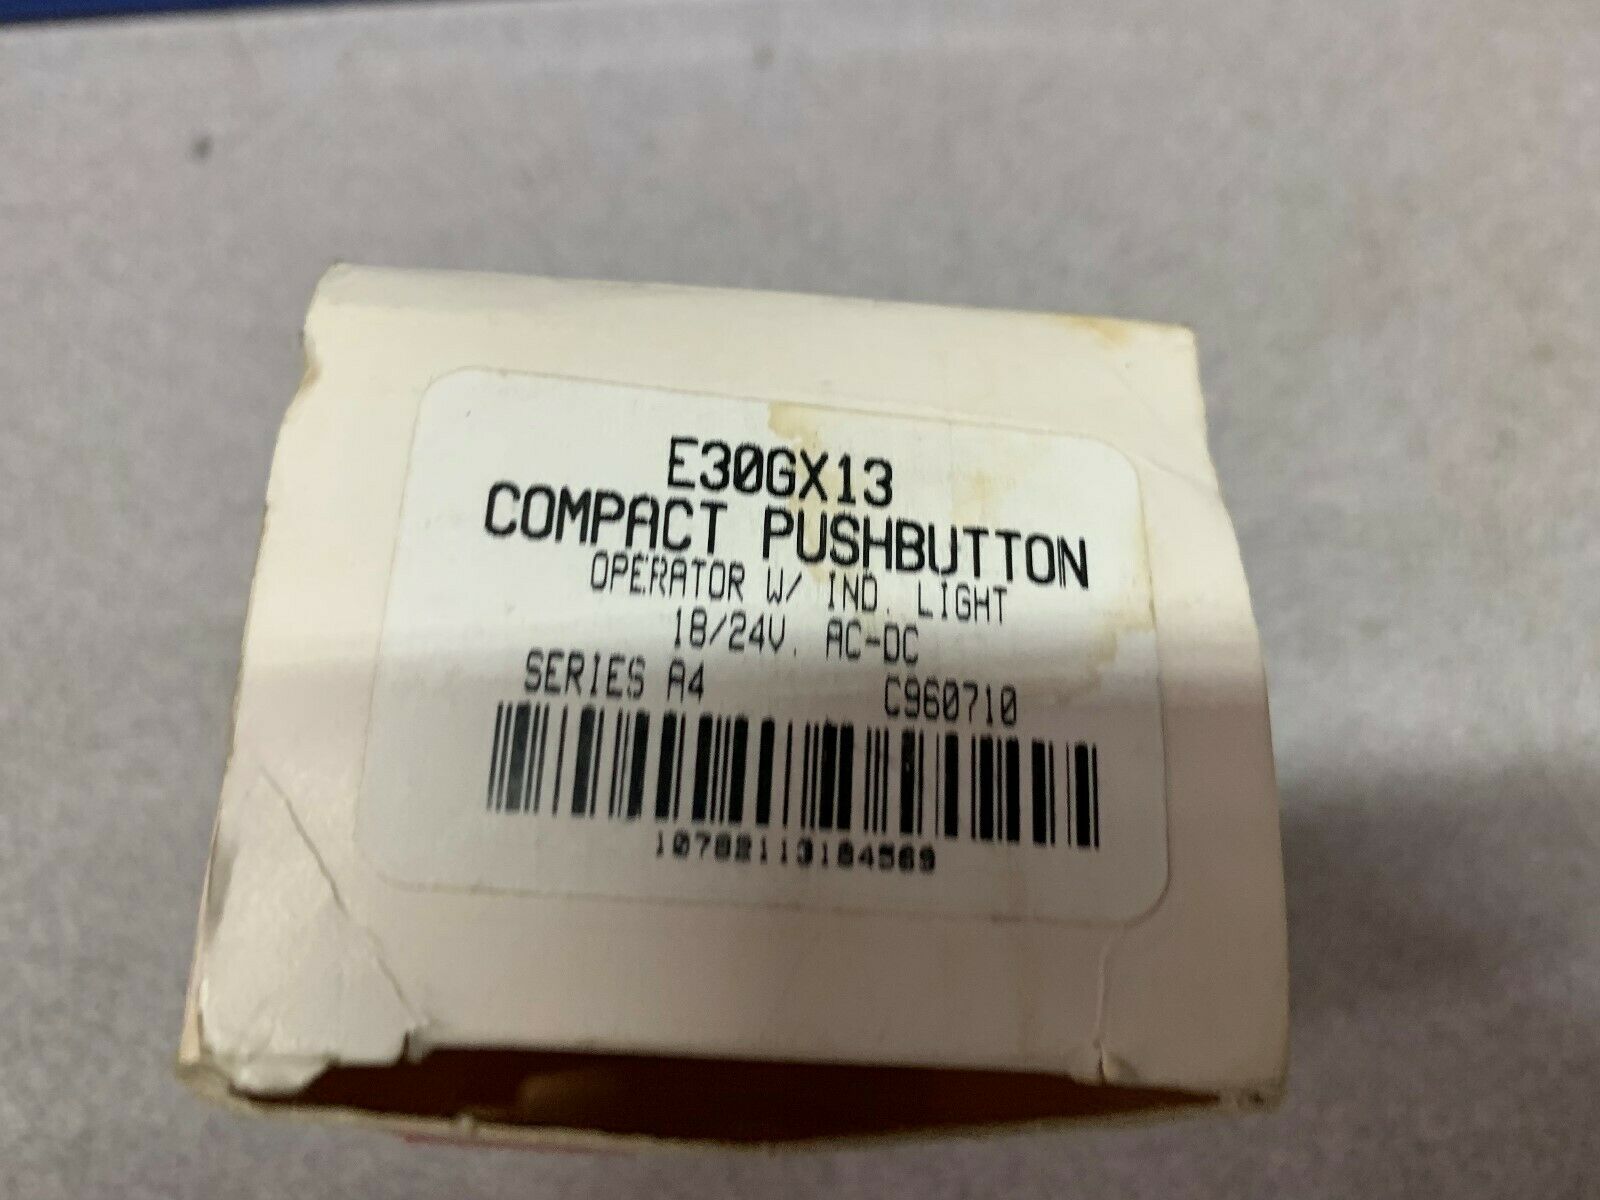 E30GX13
COMPACT PUSHBUTTON
OPERATOR W/ IND. LIGHT
18/24V. AC-DC
SERIES A4 C960710
10782113184569